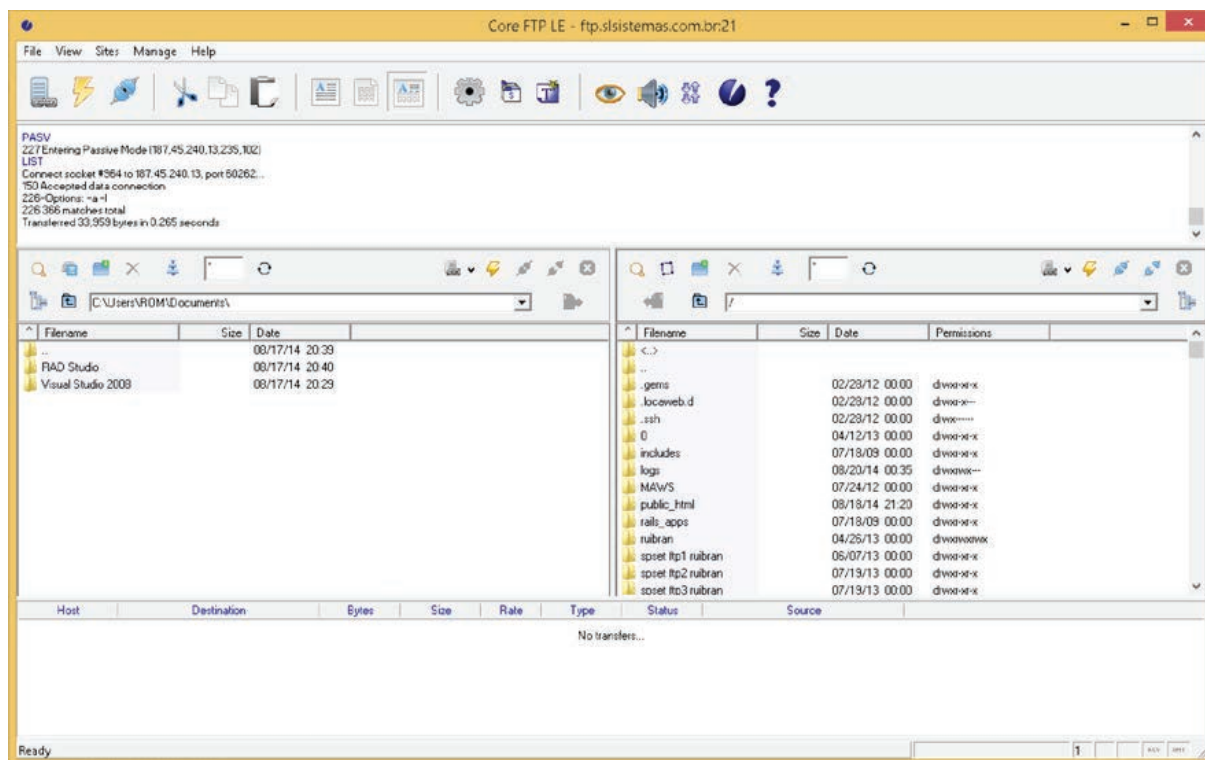 Core FTP LE - ftp.slsistemas.com.br:21
File View Sites Manage Help
PASV
227 Entering Passive Mode (187,45,240,13,235,102)
LIST
Connect socket #964 to 187.45.240.13, port 60262...
150 Accepted data connection
226-Options: -a -l
226 366 matches total
Transferred 33,959 bytes in 0.265 seconds
C:\Users\ROM\Documents\
/
^ Filename Size Date
..  08/17/14 20:39
RAD Studio 08/17/14 20:40
Visual Studio 2008 08/17/14 20:29
^ Filename Size Date Permissions
<..>
..
.gems 02/28/12 00:00 drwxr-xr-x
.locaweb.d 02/28/12 00:00 drwxr-x---
.ssh 02/28/12 00:00 drwx------
0 04/12/13 00:00 drwxr-xr-x
includes 07/18/09 00:00 drwxr-xr-x
logs 08/20/14 00:35 drwxrwx---
MAWS 07/24/12 00:00 drwxr-xr-x
public_html 08/18/14 21:20 drwxr-xr-x
rails_apps 07/18/09 00:00 drwxr-xr-x
ruibran 04/26/13 00:00 drwxrwxrwx
spset ftp1 ruibran 06/07/13 00:00 drwxr-xr-x
spset ftp2 ruibran 07/19/13 00:00 drwxr-xr-x
spset ftp3 ruibran 07/19/13 00:00 drwxr-xr-x
Host Destination Bytes Size Rate Type Status Source
No transfers...
Ready
1